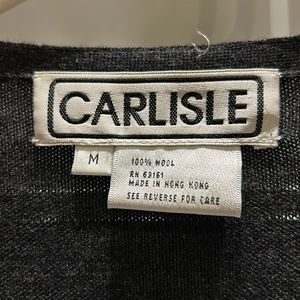 CARLISLE
M
100% WOOL
RN 63161
MADE IN HONG KONG
SEE REVERSE FOR CARE